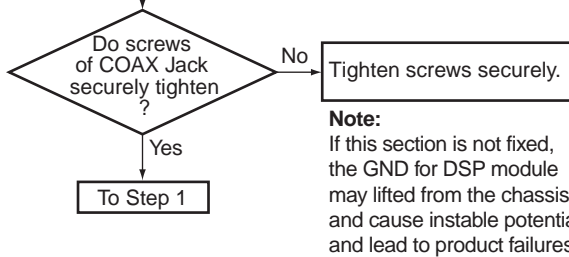 Do screws
of COAX Jack
securely tighten
?
No
Tighten screws securely.
Yes
To Step 1
Note:
If this section is not fixed,
the GND for DSP module
may lifted from the chassis
and cause instable potentia
and lead to product failures